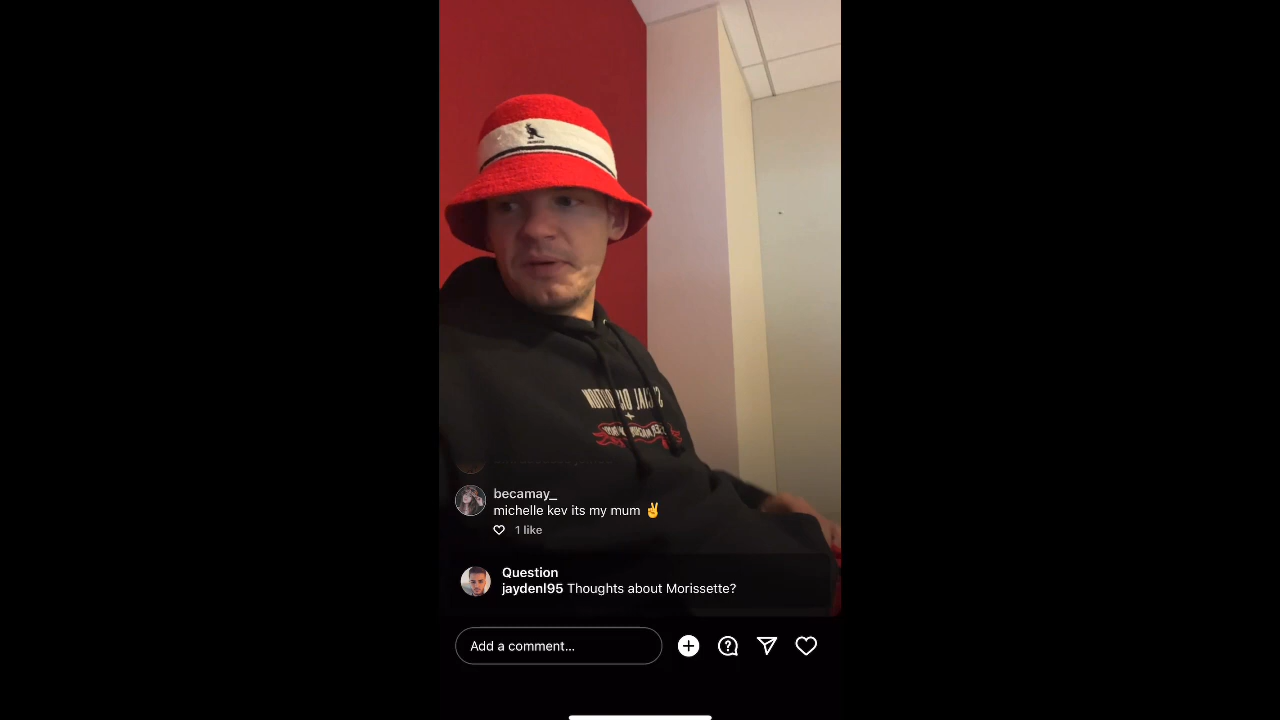 becamay_
michelle kev its my mum ✌️
1 like
Question
jaydenl95 Thoughts about Morissette?
Add a comment...